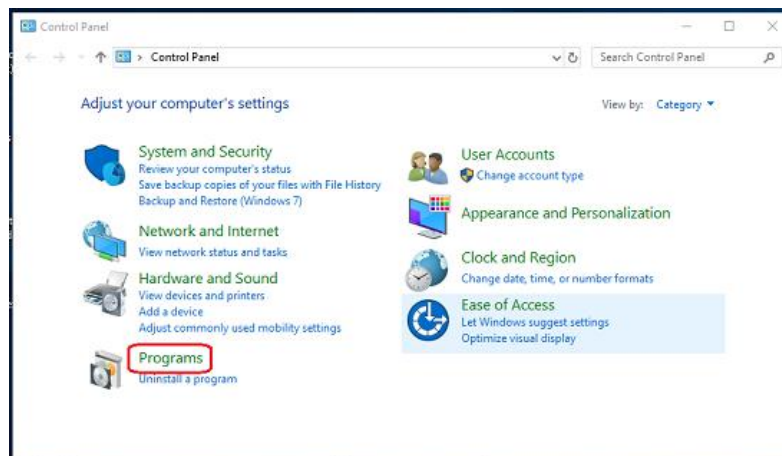 Control Panel
Control Panel
Search Control Panel
Adjust your computer's settings
View by: Category
System and Security
Review your computer's status
Save backup copies of your files with File History
Backup and Restore (Windows 7)
Network and Internet
View network status and tasks
Hardware and Sound
View devices and printers
Add a device
Adjust commonly used mobility settings
Programs
Uninstall a program
User Accounts
Change account type
Appearance and Personalization
Clock and Region
Change date, time, or number formats
Ease of Access
Let Windows suggest settings
Optimize visual display